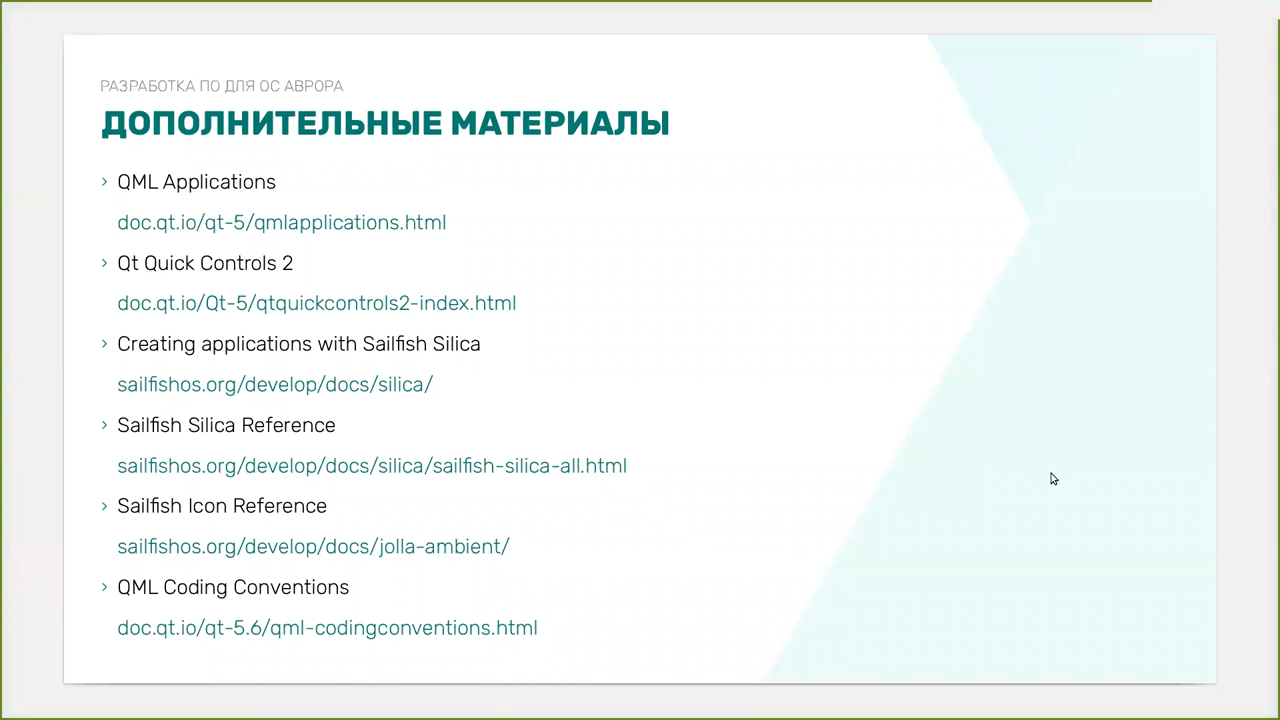 РАЗРАБОТКА ПО ДЛЯ ОС АВРОРА
ДОПОЛНИТЕЛЬНЫЕ МАТЕРИАЛЫ
› QML Applications
doc.qt.io/qt-5/qmlapplications.html
› Qt Quick Controls 2
doc.qt.io/Qt-5/qtquickcontrols2-index.html
› Creating applications with Sailfish Silica
sailfishos.org/develop/docs/silica/
› Sailfish Silica Reference
sailfishos.org/develop/docs/silica/sailfish-silica-all.html
› Sailfish Icon Reference
sailfishos.org/develop/docs/jolla-ambient/
› QML Coding Conventions
doc.qt.io/qt-5.6/qml-codingconventions.html